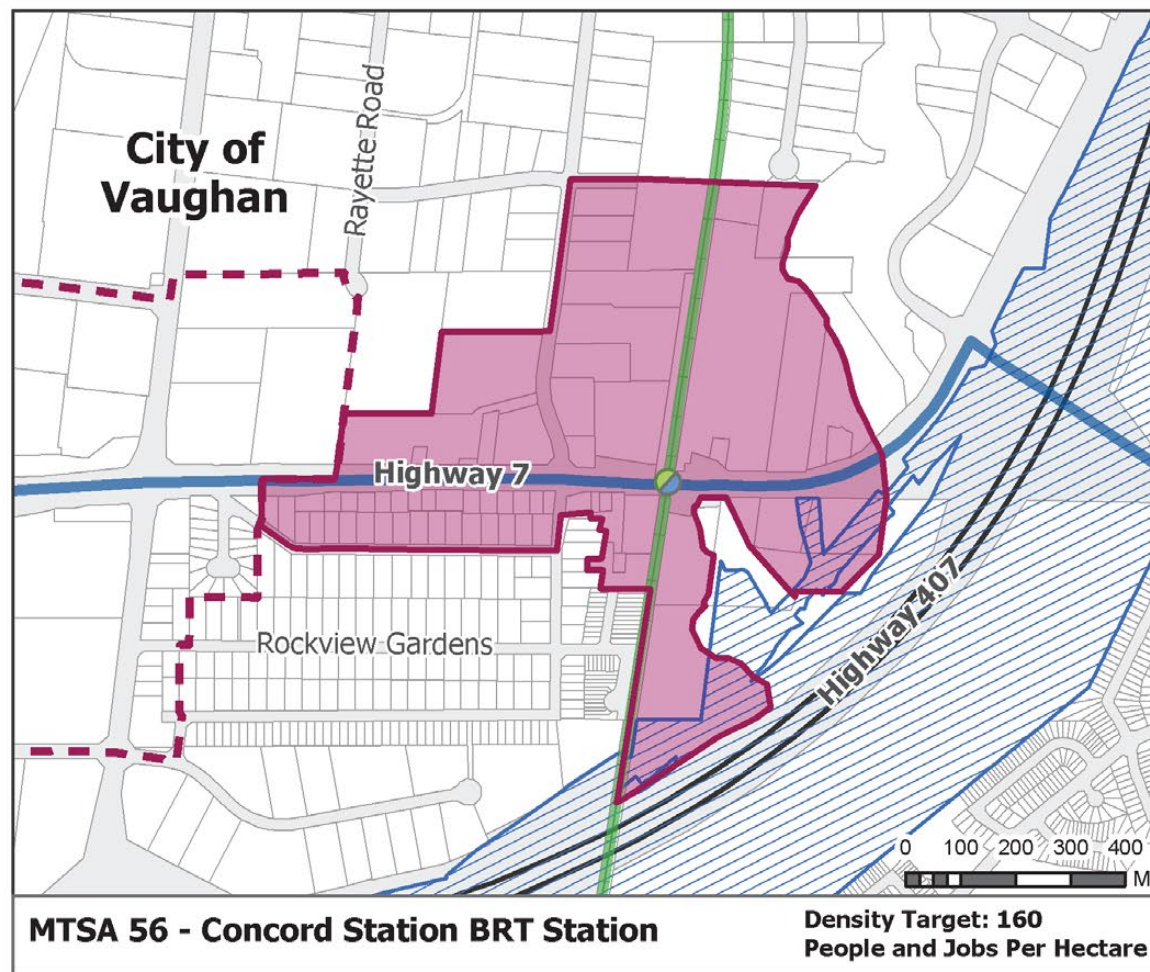 City of
Vaughan
Rayette Road
Highway 7
Rockview Gardens
Highway 407
0 100 200 300 400
M
MTSA 56 - Concord Station BRT Station
Density Target: 160
People and Jobs Per Hectare